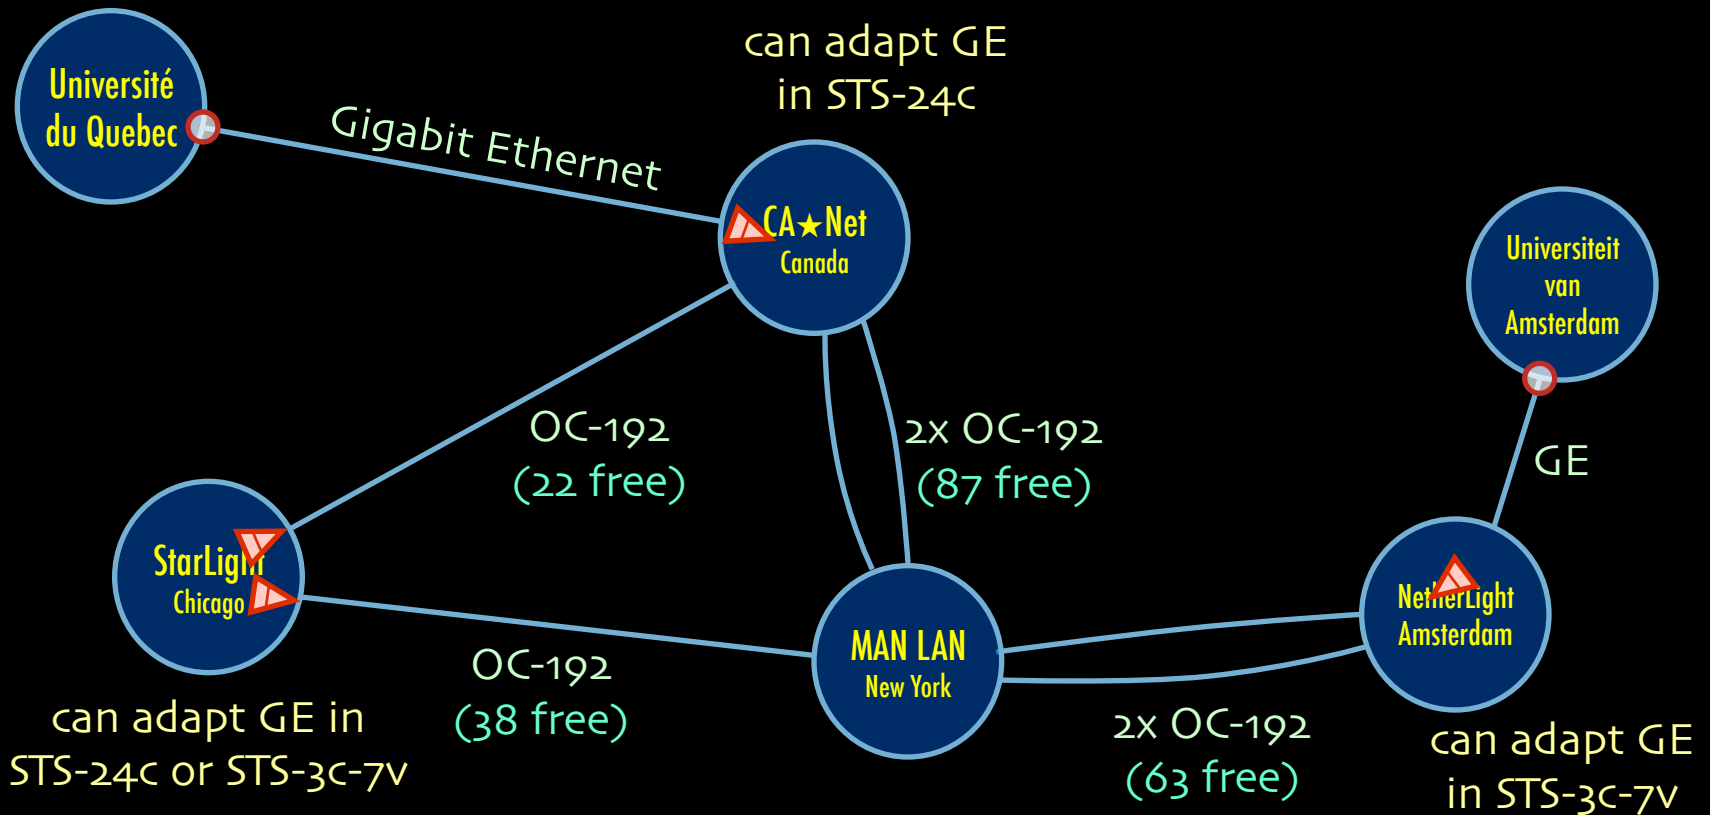 can adapt GE
in STS-24c
Université
du Quebec
Gigabit Ethernet
CA★Net
Canada
Universiteit
van
Amsterdam
OC-192
(22 free)
2x OC-192
(87 free)
GE
StarLight
Chicago
NetherLight
Amsterdam
MAN LAN
New York
OC-192
(38 free)
can adapt GE in
STS-24c or STS-3c-7v
2x OC-192
(63 free)
can adapt GE
in STS-3c-7v